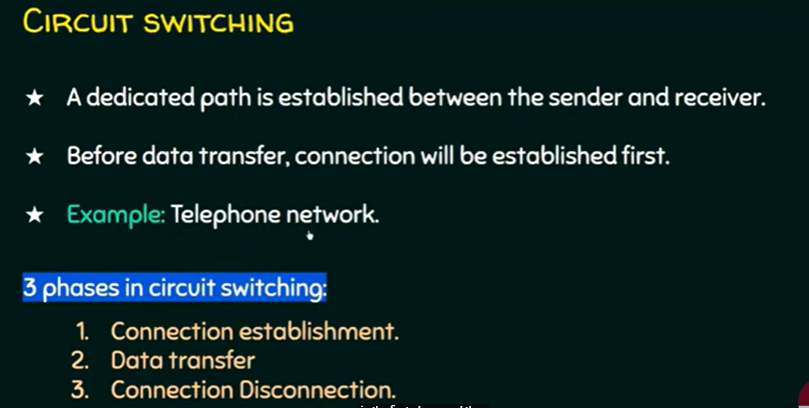 CIRCUIT SWITCHING
★ A dedicated path is established between the sender and receiver.
★ Before data transfer, connection will be established first.
★ Example: Telephone network.
3 phases in circuit switching:
1. Connection establishment.
2. Data transfer
3. Connection Disconnection.